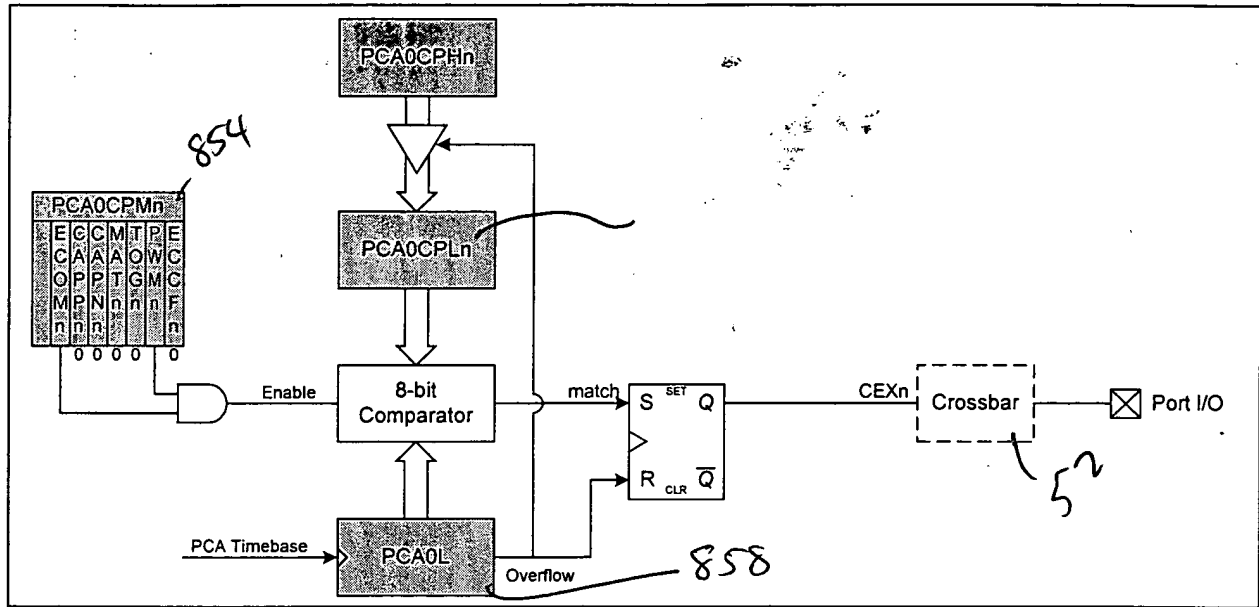 PCA0CPHn
854
PCA0CPMn
E C C M T P E
C A A A O W C
O P P T G M C
M P N n n n F
n n n n
0 0 0 0 0
PCA0CPLn
Enable
8-bit
Comparator
match
S SET Q
R CLR Q̅
CEXn
Crossbar
Port I/O
52
PCA Timebase
PCA0L
Overflow
858